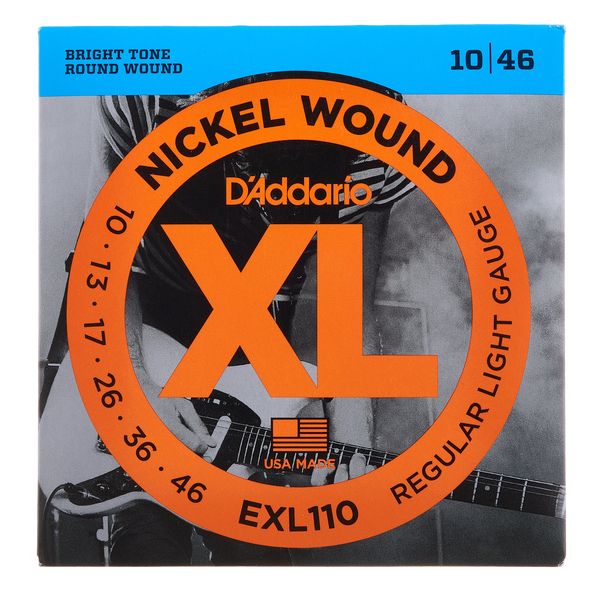 BRIGHT TONE
ROUND WOUND
10|46
NICKEL WOUND
D'Addario
XL
10 · 13 · 17 · 26 · 36 · 46
REGULAR LIGHT GAUGE
USA MADE
EXL110